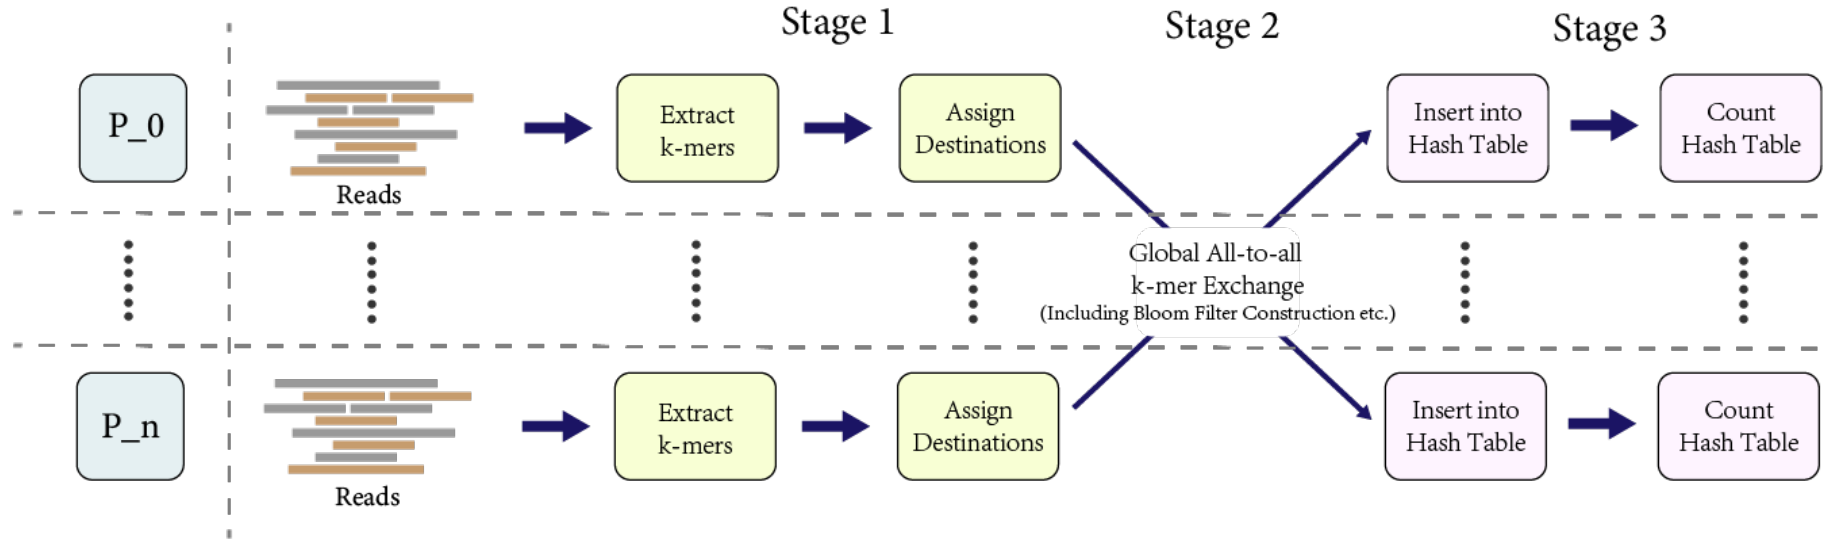 Stage 1
Stage 2
Stage 3
P_0
Reads
Extract
k-mers
Assign
Destinations
Insert into
Hash Table
Count
Hash Table
Global All-to-all
k-mer Exchange
(Including Bloom Filter Construction etc.)
P_n
Reads
Extract
k-mers
Assign
Destinations
Insert into
Hash Table
Count
Hash Table